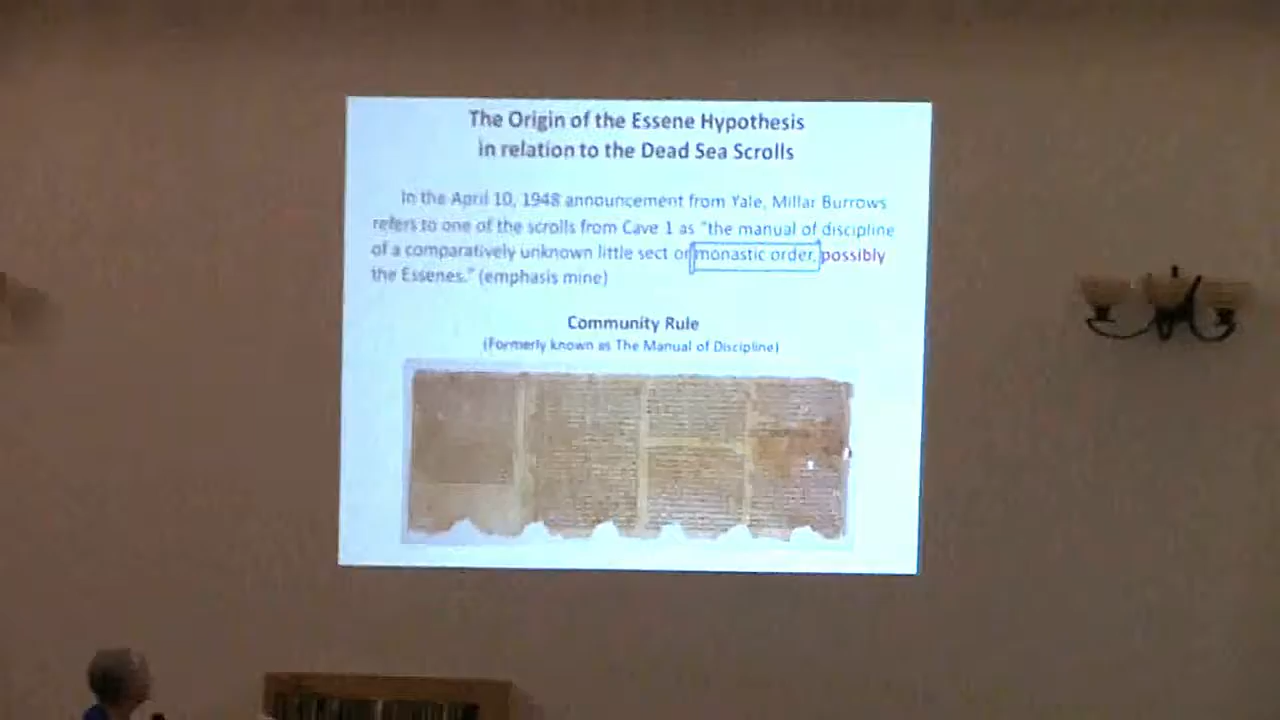 The Origin of the Essene Hypothesis
in relation to the Dead Sea Scrolls
In the April 10, 1948 announcement from Yale, Millar Burrows
refers to one of the scrolls from Cave 1 as "the manual of discipline
of a comparatively unknown little sect or monastic order, possibly
the Essenes." (emphasis mine)
Community Rule
(Formerly known as The Manual of Discipline)